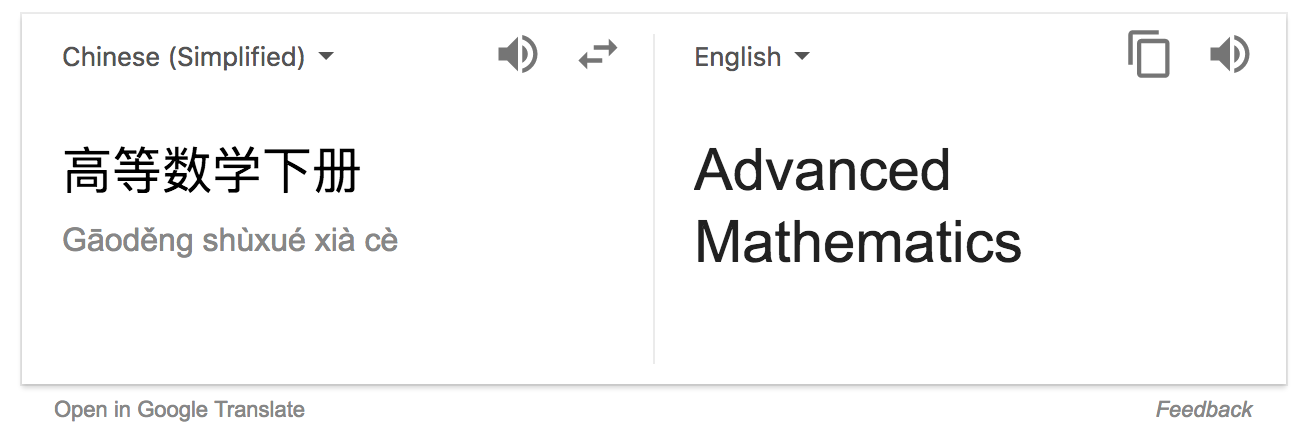 Chinese (Simplified)
English
高等数学下册
Gāoděng shùxué xià cè
Advanced
Mathematics
Open in Google Translate
Feedback